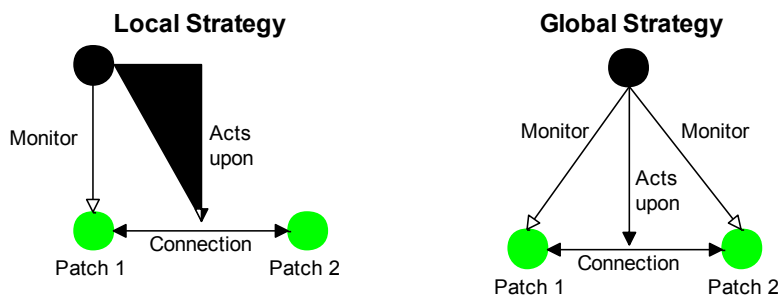 Local Strategy
Global Strategy
Monitor
Acts
upon
Connection
Patch 1
Patch 2
Monitor
Monitor
Acts
upon
Connection
Patch 1
Patch 2